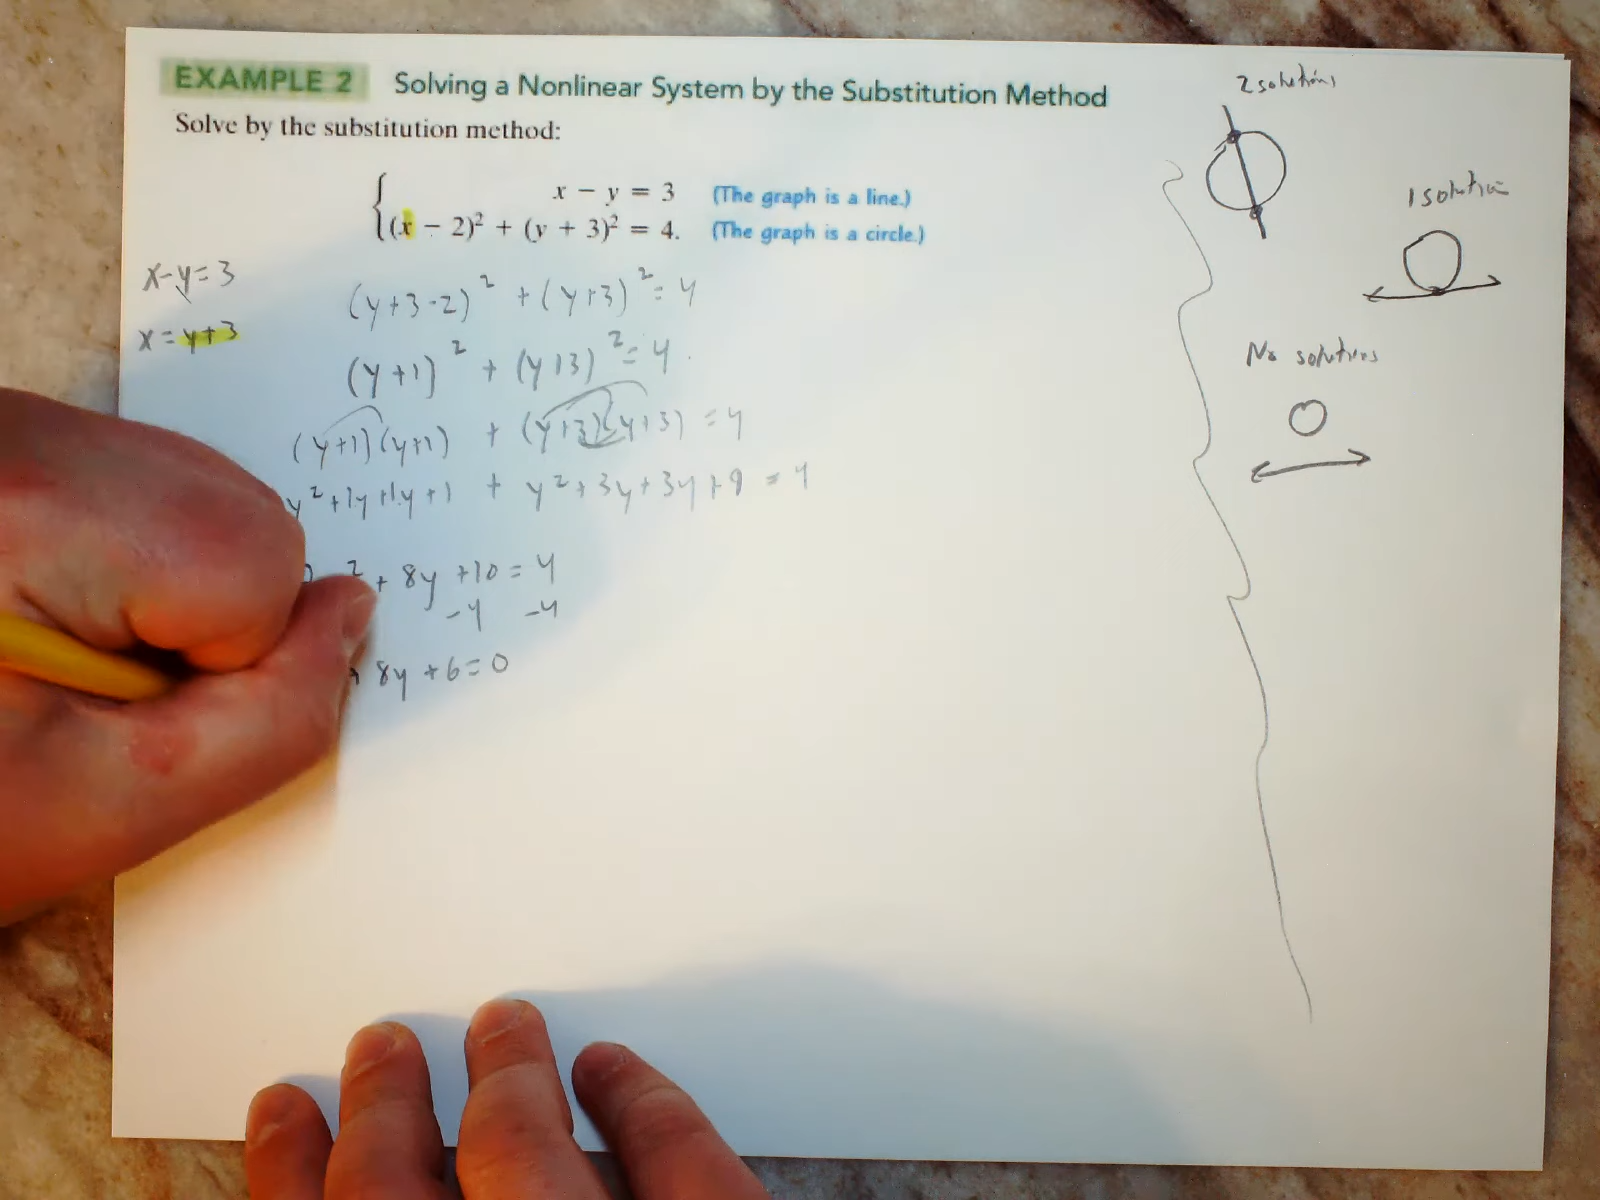 EXAMPLE 2 Solving a Nonlinear System by the Substitution Method
Solve by the substitution method:
x − y = 3 (The graph is a line.)
(x − 2)² + (y + 3)² = 4. (The graph is a circle.)
x-y=3
x=y+3
(y+3-2)² + (y+3)² = 4
(y+1)² + (y+3)² = 4
(y+1)(y+1) + (y+3)(y+3) = 4
y²+1y+1y+1 + y²+3y+3y+9 = 4
² + 8y +10 = 4
-4 -4
8y +6=0
2 solutions
1 solution
No solutions